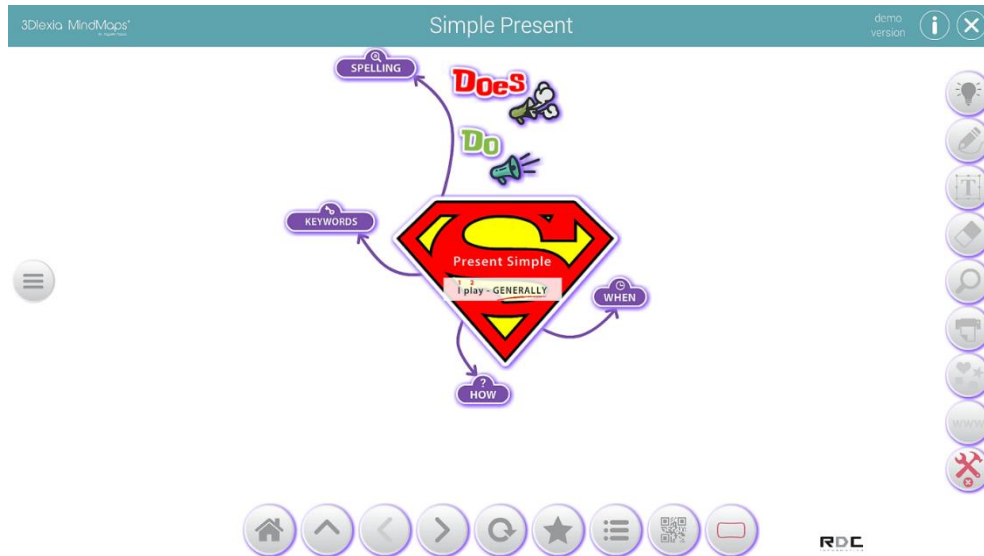 3Dlexia MindMaps®
Simple Present
demo
version
SPELLING
Does
Do
KEYWORDS
Present Simple
1 2
I play - GENERALLY
WHEN
?
HOW
www
RDC